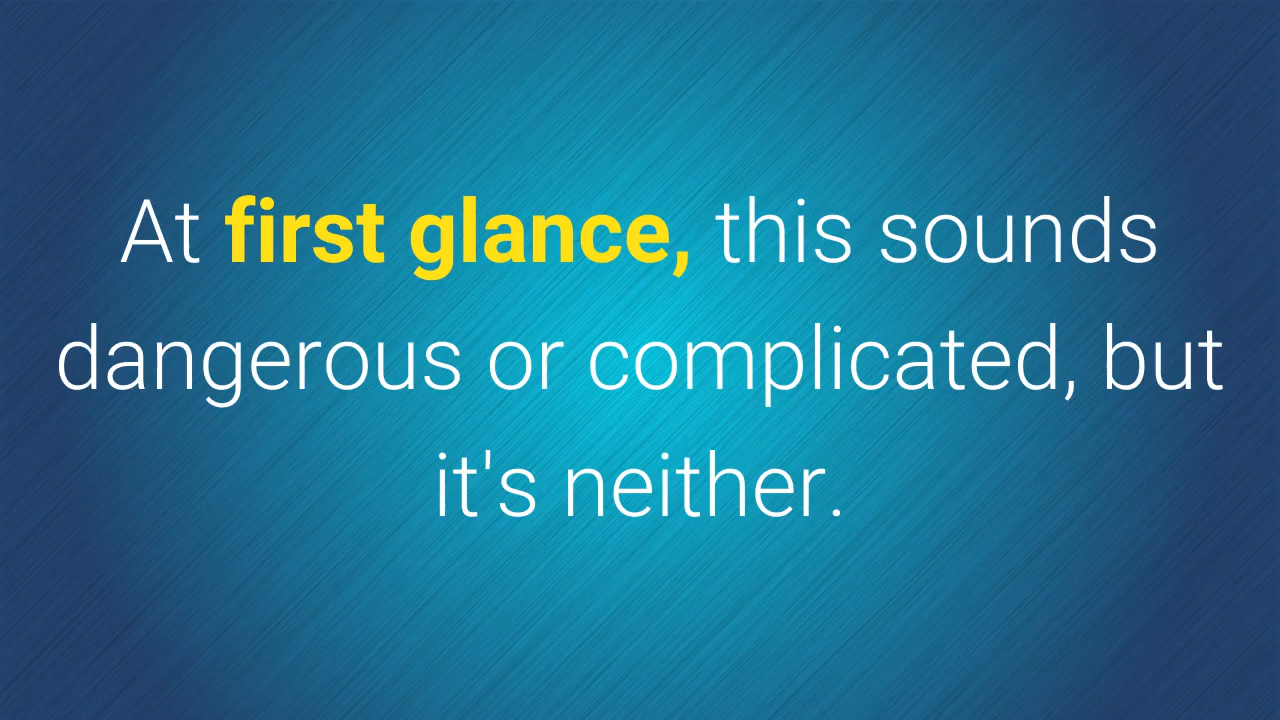 At first glance, this sounds
dangerous or complicated, but
it's neither.